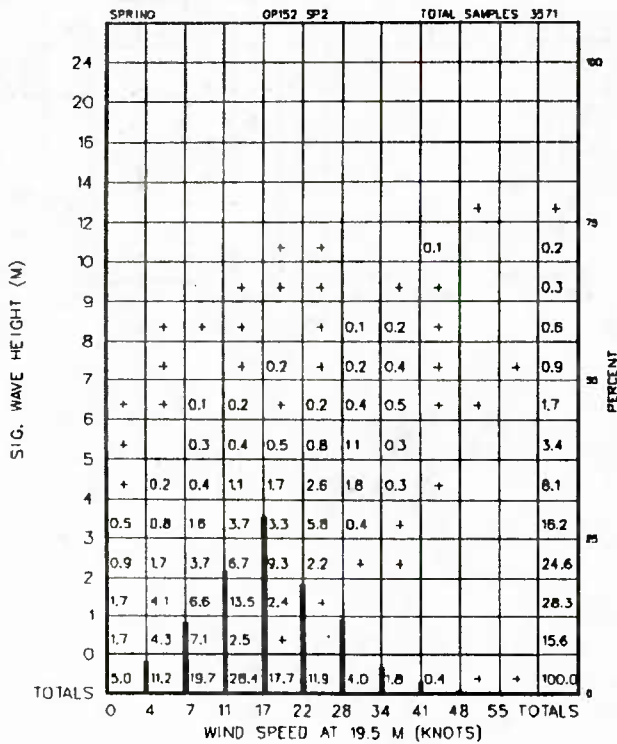 SPRING GP152 SP2 TOTAL SAMPLES 3571
24 100
20
16
14
12 + + 75
10 + + 0.1 0.2
9 + + + + 0.3
8 + + + + 0.1 0.2 + 0.6
7 + + 0.2 + 0.2 0.4 + + 0.9
6 + + 0.1 0.2 + 0.2 0.4 0.5 + + 1.7
5 + 0.3 0.4 0.5 0.8 1.1 0.3 3.4
4 + 0.2 0.4 1.1 1.7 2.6 1.8 0.3 + 8.1
3 0.5 0.8 1.6 3.7 3.3 5.8 0.4 + 16.2
2 0.9 1.7 3.7 6.7 9.3 2.2 + + 24.6
1 1.7 4.1 6.6 13.5 2.4 + 28.3
0 1.7 4.3 7.1 2.5 + 15.6
TOTALS 5.0 11.2 19.7 28.4 17.7 11.9 4.0 1.8 0.4 + + 100.0 0
0 4 7 11 17 22 28 34 41 48 55 TOTALS
WIND SPEED AT 19.5 M (KNOTS)
SIG. WAVE HEIGHT (M)
PERCENT